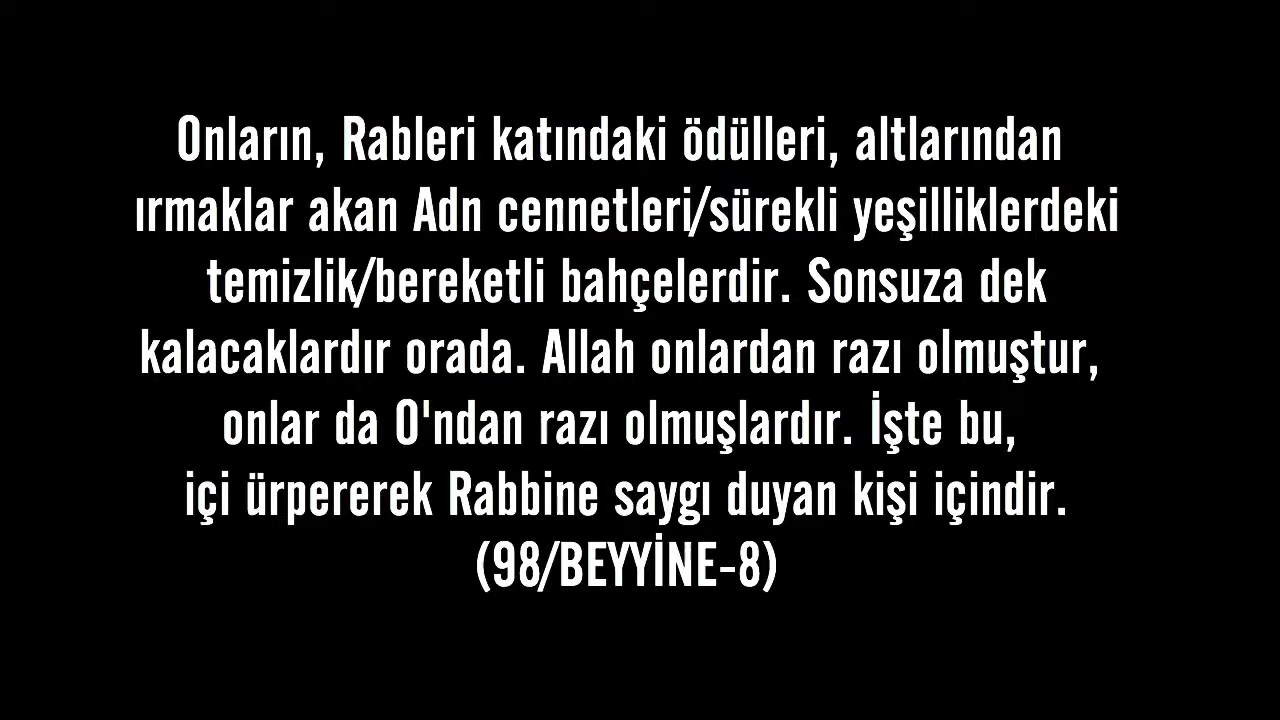 Onların, Rableri katındaki ödülleri, altlarından
ırmaklar akan Adn cennetleri/sürekli yeşilliklerdeki
temizlik/bereketli bahçelerdir. Sonsuza dek
kalacaklardır orada. Allah onlardan razı olmuştur,
onlar da O'ndan razı olmuşlardır. İşte bu,
içi ürpererek Rabbine saygı duyan kişi içindir.
(98/BEYYİNE-8)